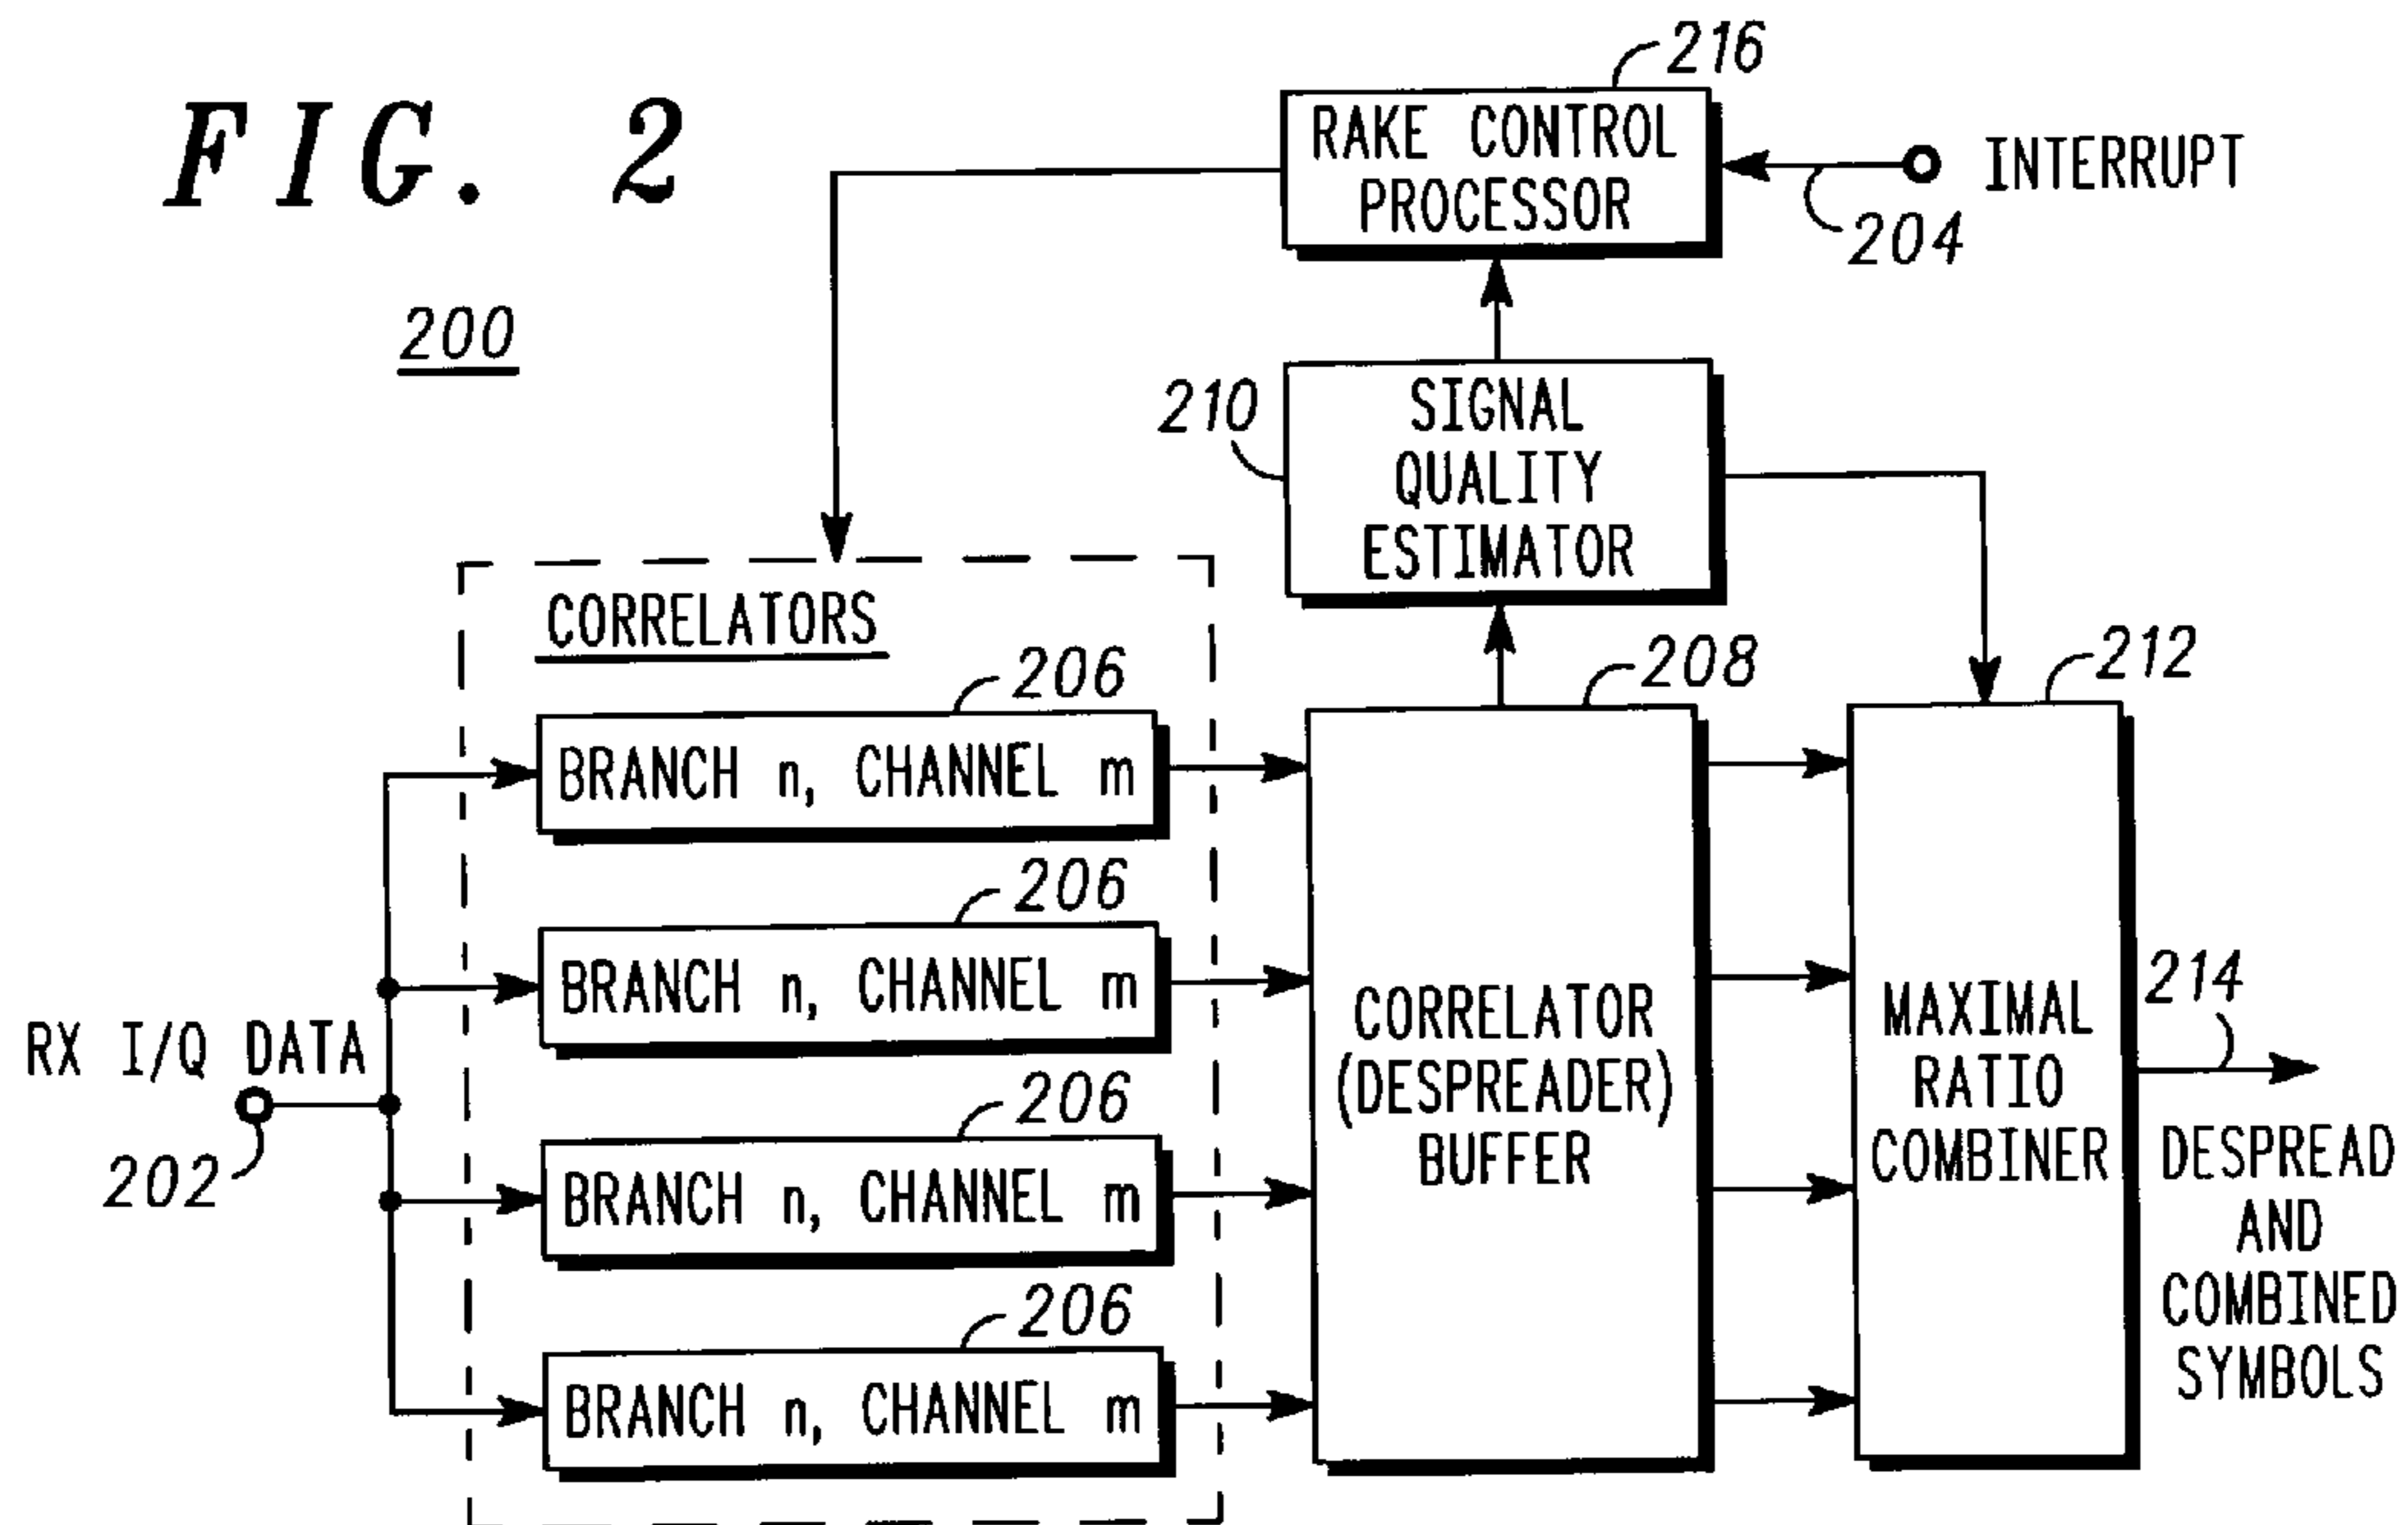 FIG. 2
200
216
RAKE CONTROL
PROCESSOR
INTERRUPT
204
210
SIGNAL
QUALITY
ESTIMATOR
CORRELATORS
206
BRANCH n, CHANNEL m
206
BRANCH n, CHANNEL m
206
BRANCH n, CHANNEL m
206
BRANCH n, CHANNEL m
RX I/Q DATA
202
208
CORRELATOR
(DESPREADER)
BUFFER
212
MAXIMAL
RATIO
COMBINER
214
DESPREAD
AND
COMBINED
SYMBOLS